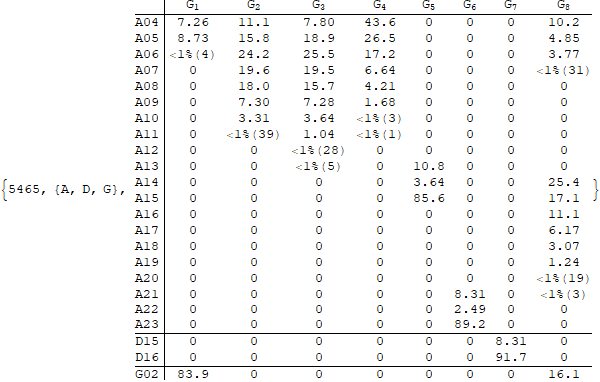 G₁ G₂ G₃ G₄ G₅ G₆ G₇ G₈
A04 7.26 11.1 7.80 43.6 0 0 0 10.2
A05 8.73 15.8 18.9 26.5 0 0 0 4.85
A06 <1%(4) 24.2 25.5 17.2 0 0 0 3.77
A07 0 19.6 19.5 6.64 0 0 0 <1%(31)
A08 0 18.0 15.7 4.21 0 0 0 0
A09 0 7.30 7.28 1.68 0 0 0 0
A10 0 3.31 3.64 <1%(3) 0 0 0 0
A11 0 <1%(39) 1.04 <1%(1) 0 0 0 0
A12 0 0 <1%(28) 0 0 0 0 0
A13 0 0 <1%(5) 0 10.8 0 0 0
{5465, {A, D, G}, A14 0 0 0 0 3.64 0 0 25.4 }
A15 0 0 0 0 85.6 0 0 17.1
A16 0 0 0 0 0 0 0 11.1
A17 0 0 0 0 0 0 0 6.17
A18 0 0 0 0 0 0 0 3.07
A19 0 0 0 0 0 0 0 1.24
A20 0 0 0 0 0 0 0 <1%(19)
A21 0 0 0 0 0 8.31 0 <1%(3)
A22 0 0 0 0 0 2.49 0 0
A23 0 0 0 0 0 89.2 0 0
D15 0 0 0 0 0 0 8.31 0
D16 0 0 0 0 0 0 91.7 0
G02 83.9 0 0 0 0 0 0 16.1